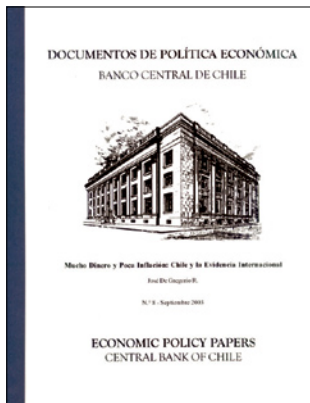 DOCUMENTOS DE POLÍTICA ECONÓMICA
BANCO CENTRAL DE CHILE
Mucho Dinero y Poca Inflación: Chile y la Evidencia Internacional
José De Gregorio R.
N.° 8 - Septiembre 2003
ECONOMIC POLICY PAPERS
CENTRAL BANK OF CHILE